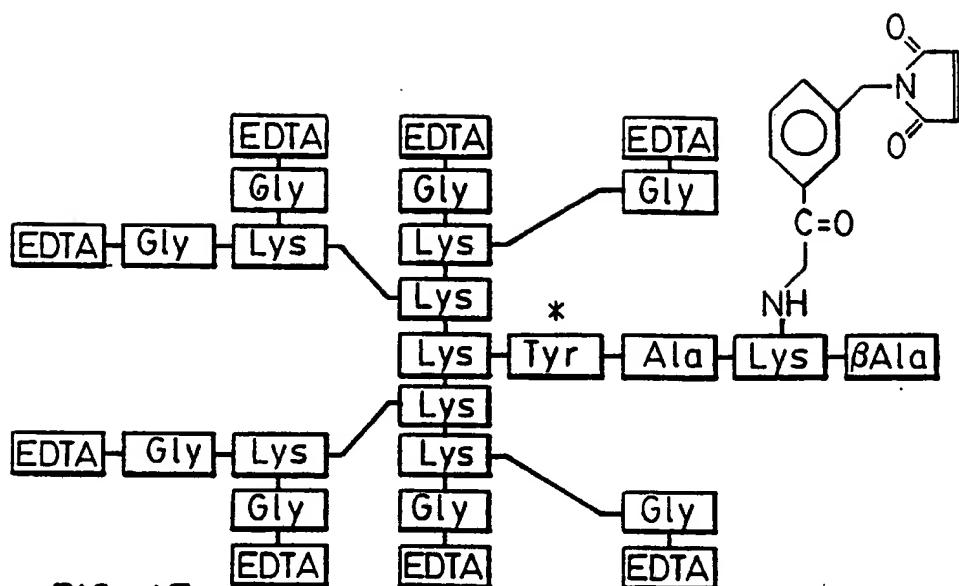 O
N
O
EDTA EDTA EDTA
Gly Gly Gly
C=O
EDTA Gly Lys Lys
Lys NH
*
Lys Tyr Ala Lys βAla
Lys
EDTA Gly Lys Lys
Gly Gly Gly
EDTA EDTA EDTA